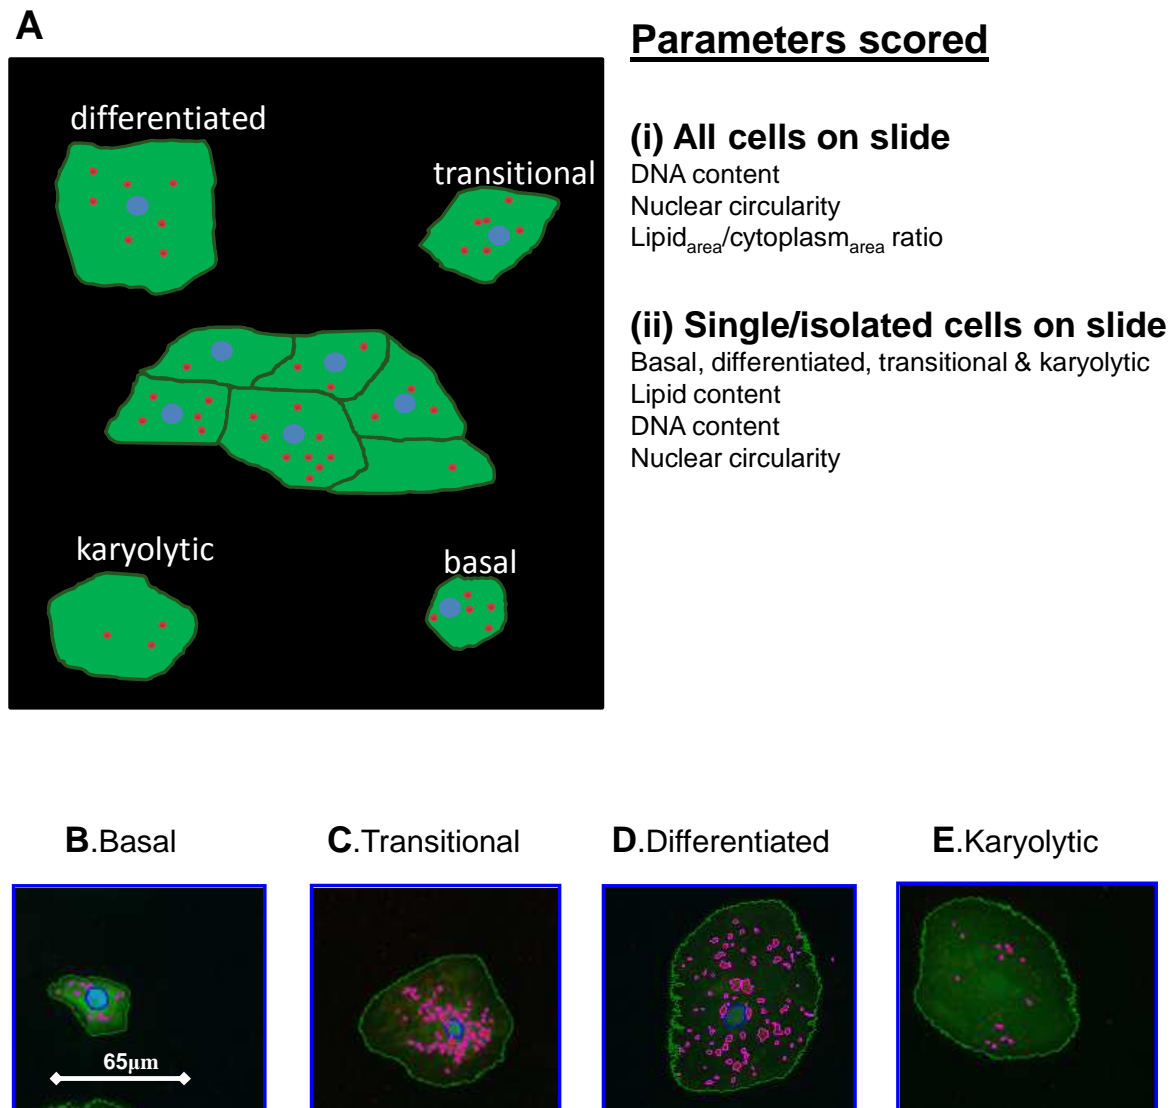 A
differentiated
transitional
karyolytic
basal
Parameters scored
(i) All cells on slide
DNA content
Nuclear circularity
Lipidarea/cytoplasmarea ratio
(ii) Single/isolated cells on slide
Basal, differentiated, transitional & karyolytic
Lipid content
DNA content
Nuclear circularity
B.Basal
C.Transitional
D.Differentiated
E.Karyolytic
65μm